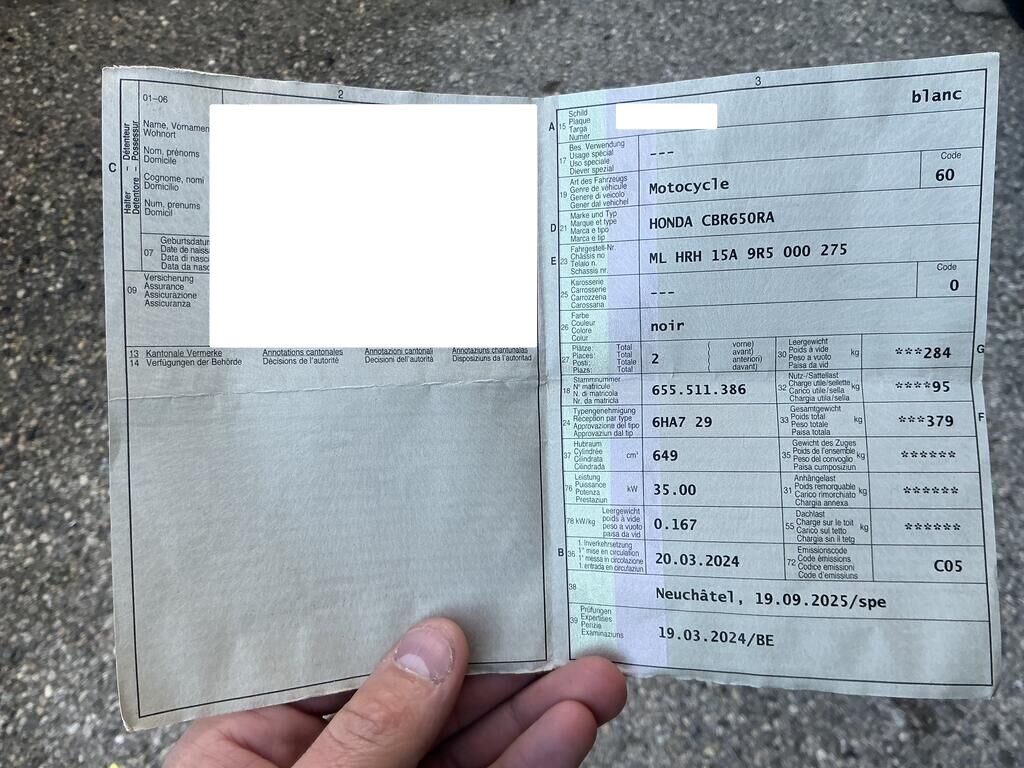 2
01-06
C
Halter – Détenteur
Detentore – Possessur
Name, Vornamen
Wohnort
Nom, prénoms
Domicile
Cognome, nomi
Domicilio
Num, prenums
Domicil
07
Geburtsdatum
Date de naiss
Data di nasci
Data da nasc
09
Versicherung
Assurance
Assicurazione
Assicuranza
13 Kantonale Vermerke Annotations cantonales Annotazioni cantonali Annotaziuns chantunalas
14 Verfügungen der Behörde Décisions de l'autorité Decisioni dell'autorità Disposiziuns da l'autoritad
3
A 15
Schild
Plaque
Targa
Numer
blanc
17
Bes. Verwendung
Usage spécial
Uso speciale
Diever spezial
---
19
Art des Fahrzeugs
Genre de véhicule
Genere di veicolo
Gener dal vehichel
Motocycle
Code
60
D 21
Marke und Typ
Marque et type
Marca e tipo
Marca e tip
HONDA CBR650RA
E 23
Fahrgestell-Nr.
Châssis no
Telaio n.
Schassis nr.
ML HRH 15A 9R5 000 275
25
Karosserie
Carrosserie
Carrozzeria
Carossaria
---
Code
0
26
Farbe
Couleur
Colore
Colur
noir
27
Plätze: Total
Places: Total
Posti: Totale
Plazs: Total
2
( vorne)
( avant)
( anteriori)
( davant)
30
Leergewicht
Poids à vide
Peso a vuoto
Paisa da vid
kg
***284
G
18
Stammnummer
N° matricule
N. di matricola
Nr. da matricla
655.511.386
32
Nutz-/Sattellast
Charge utile/sellette
Carico utile/sella
Chargia utila/sella
kg
****95
24
Typengenehmigung
Réception par type
Approvazione del tipo
Approvaziun dal tip
6HA7 29
33
Gesamtgewicht
Poids total
Peso totale
Paisa totala
kg
***379
F
37
Hubraum
Cylindrée
Cilindrata
Cilindrada
cm³
649
35
Gewicht des Zuges
Poids de l'ensemble
Peso del convoglio
Paisa cumposiziun
kg
******
76
Leistung
Puissance
Potenza
Prestaziun
kW
35.00
31
Anhängelast
Poids remorquable
Carico rimorchiato
Chargia annexa
kg
******
78 kW/kg
Leergewicht
poids à vide
peso a vuoto
paisa da vid
0.167
55
Dachlast
Charge sur le toit
Carico sul tetto
Chargia sin il tetg
kg
******
B 36
1. Inverkehrsetzung
1re mise en circulation
1a messa in circolazione
1. entrada en circulaziun
20.03.2024
72
Emissionscode
Code émissions
Codice emissioni
Code d'emissiuns
C05
38
Neuchâtel, 19.09.2025/spe
39
Prüfungen
Expertises
Perizie
Examinaziuns
19.03.2024/BE